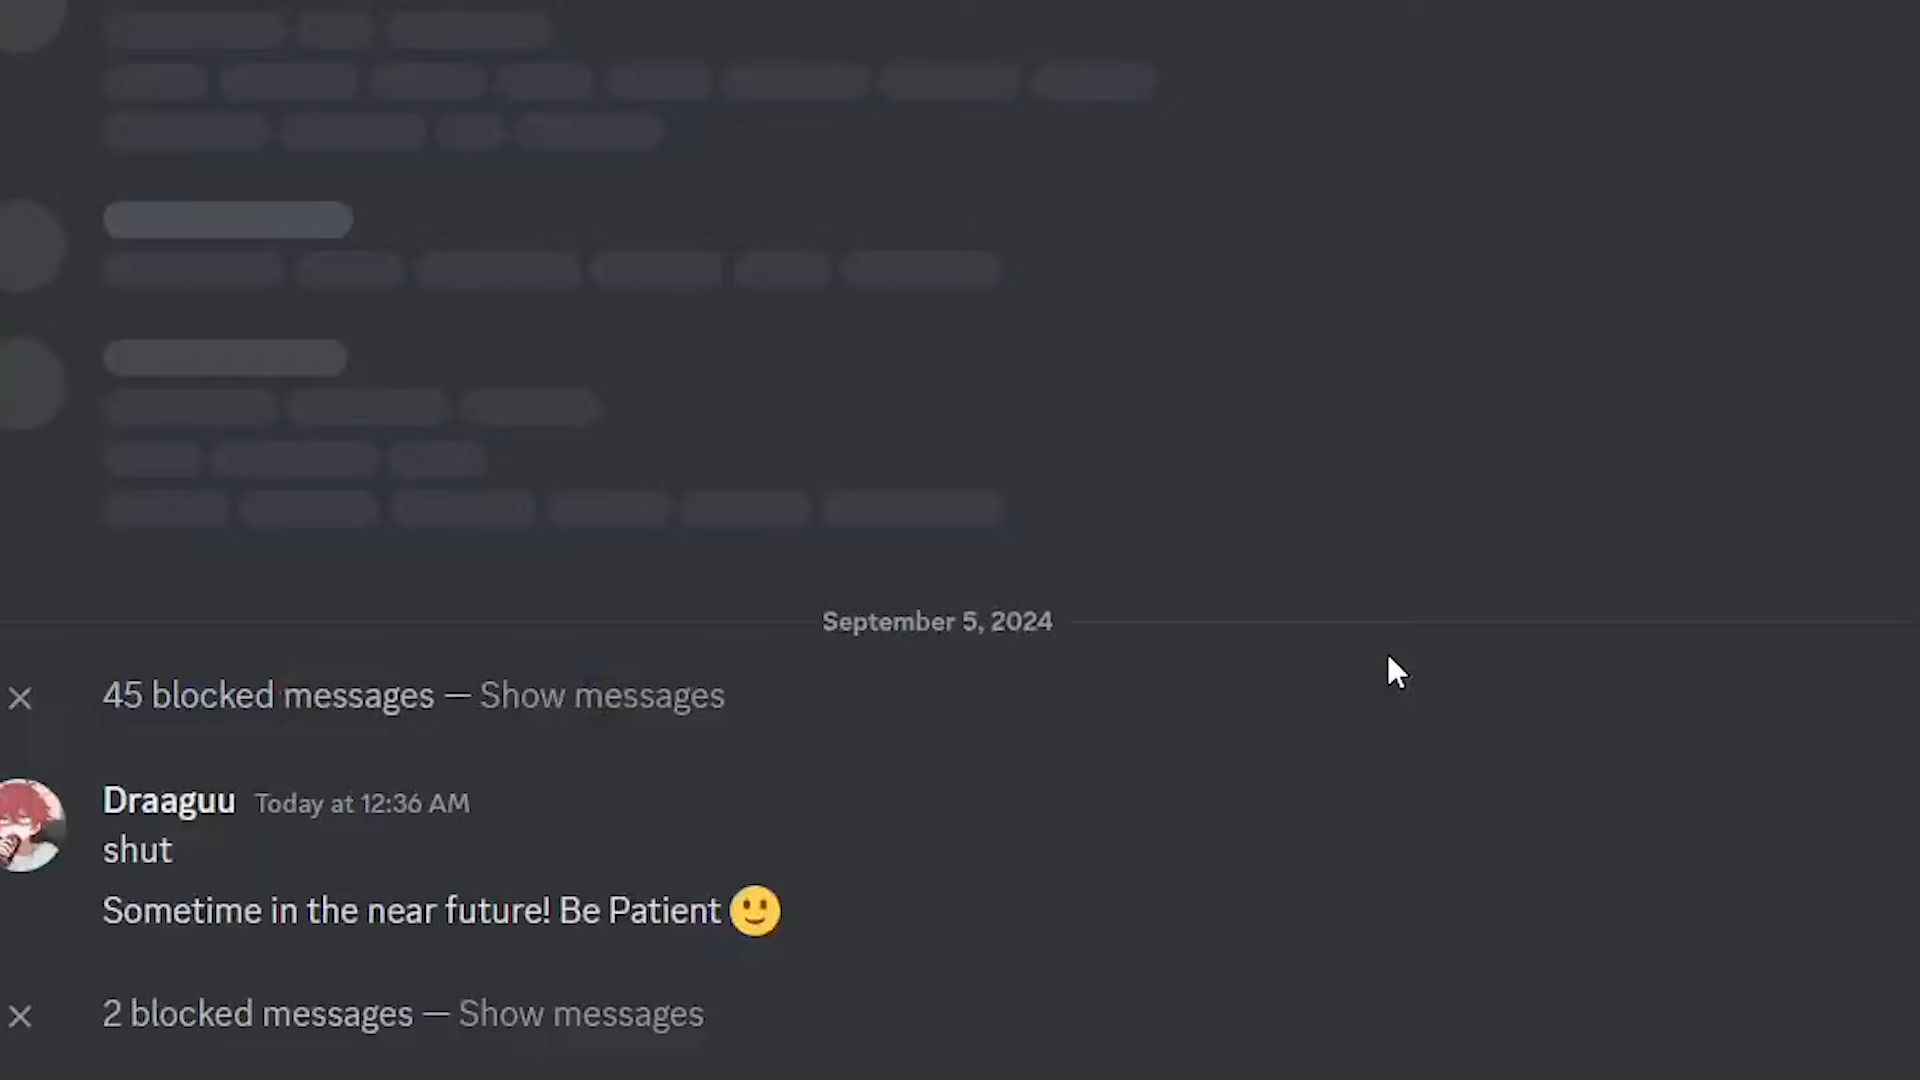 September 5, 2024
45 blocked messages — Show messages
Draaguu Today at 12:36 AM
shut
Sometime in the near future! Be Patient 🙂
2 blocked messages — Show messages